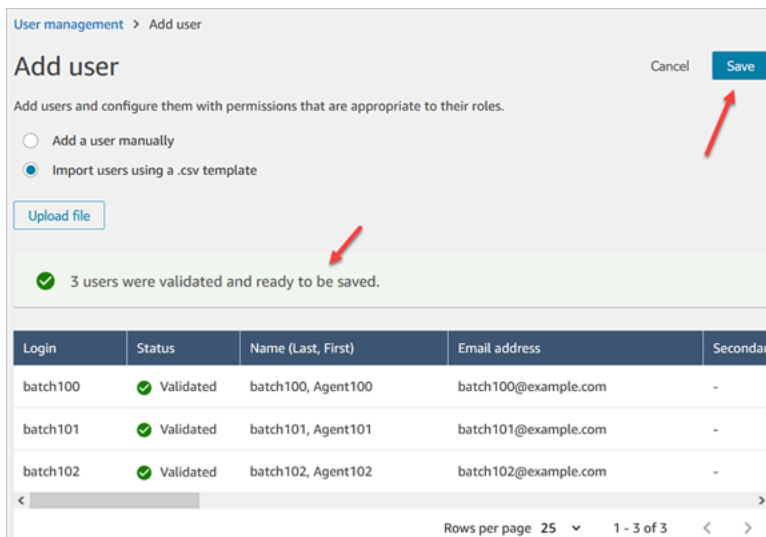 User management > Add user
Add user
Cancel
Save
Add users and configure them with permissions that are appropriate to their roles.
Add a user manually
Import users using a .csv template
Upload file
3 users were validated and ready to be saved.
Login Status Name (Last, First) Email address Secondar
batch100 Validated batch100, Agent100 batch100@example.com -
batch101 Validated batch101, Agent101 batch101@example.com -
batch102 Validated batch102, Agent102 batch102@example.com -
Rows per page 25 1 - 3 of 3